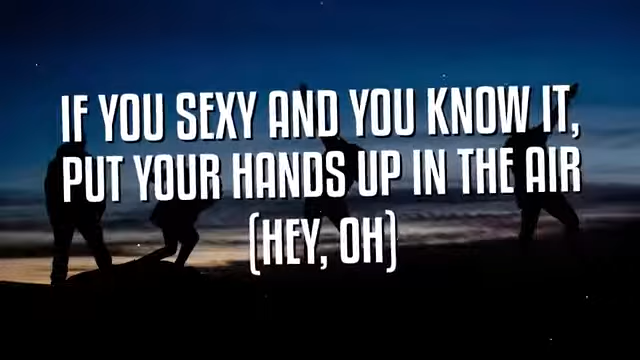 IF YOU SEXY AND YOU KNOW IT,
PUT YOUR HANDS UP IN THE AIR
(HEY, OH)